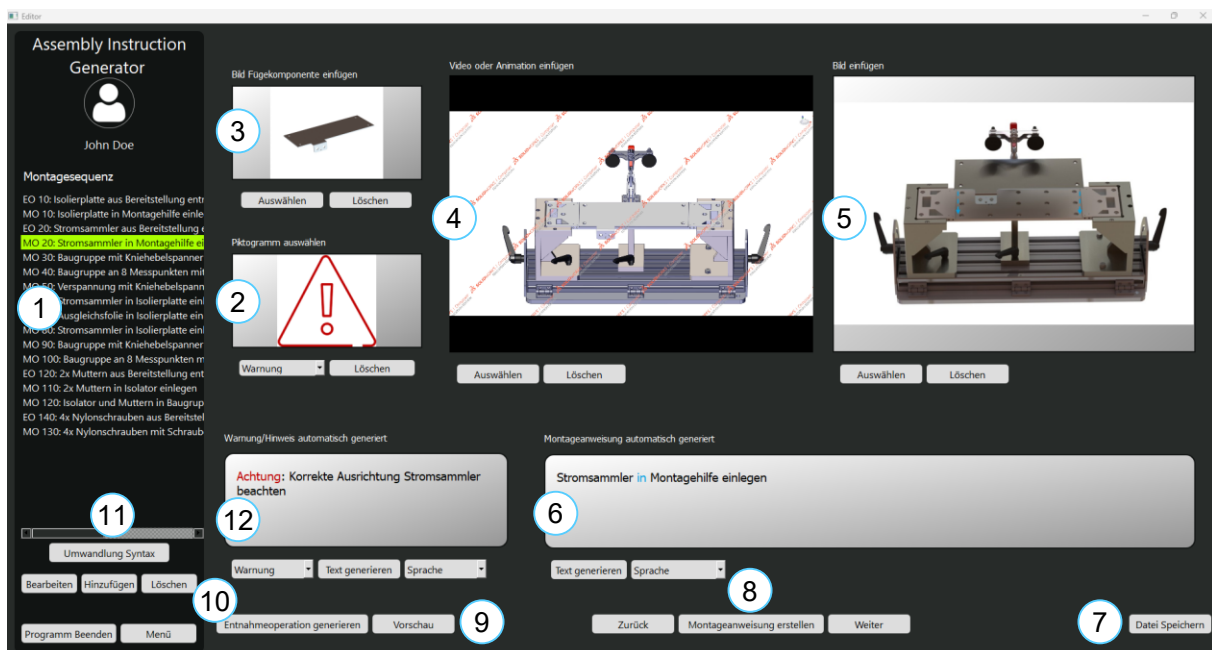 Editor
Assembly Instruction
Generator
John Doe
Montagesequenz
EO 10: Isolierplatte aus Bereitstellung entr
MO 10: Isolierplatte in Montagehilfe einle
EO 20: Stromsammler aus Bereitstellung e
MO 20: Stromsammler in Montagehilfe ei
MO 30: Baugruppe mit Kniehebelspanner
MO 40: Baugruppe an 8 Messpunkten mit
MO 50: Verspannung mit Kniehebelspann
Stromsammler in Isolierplatte einl
Ausgleichsfolie in Isolierplatte ein
MO 80: Stromsammler in Isolierplatte einl
MO 90: Baugruppe mit Kniehebelspanner
MO 100: Baugruppe an 8 Messpunkten m
EO 120: 2x Muttern aus Bereitstellung ent
MO 110: 2x Muttern in Isolator einlegen
MO 120: Isolator und Muttern in Baugrup
EO 140: 4x Nylonschrauben aus Bereitstel
MO 130: 4x Nylonschrauben mit Schraub
1
11
Umwandlung Syntax
Bearbeiten Hinzufügen Löschen
10
Programm Beenden Menü
Bild Fügekomponente einfügen
3
Auswählen Löschen
Piktogramm auswählen
2
Warnung Löschen
Video oder Animation einfügen
4
Auswählen Löschen
Bild einfügen
5
Auswählen Löschen
Warnung/Hinweis automatisch generiert
Achtung: Korrekte Ausrichtung Stromsammler
beachten
12
Warnung Text generieren Sprache
Montageanweisung automatisch generiert
Stromsammler in Montagehilfe einlegen
6
Text generieren Sprache
8
Entnahmeoperation generieren Vorschau 9
Zurück Montageanweisung erstellen Weiter
7 Datei Speichern